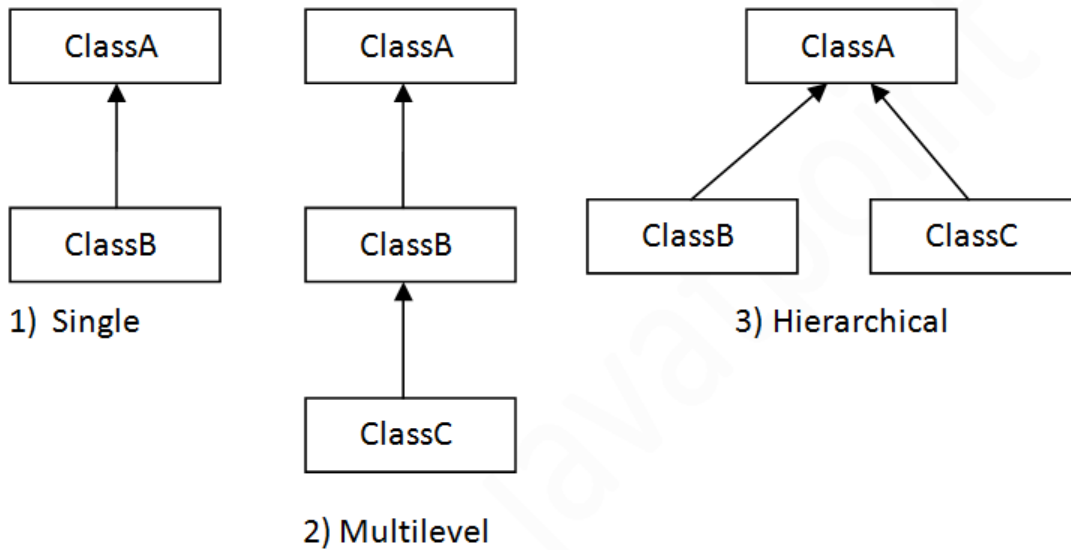 ClassA
ClassB
1) Single
ClassA
ClassB
ClassC
2) Multilevel
ClassA
ClassB
ClassC
3) Hierarchical